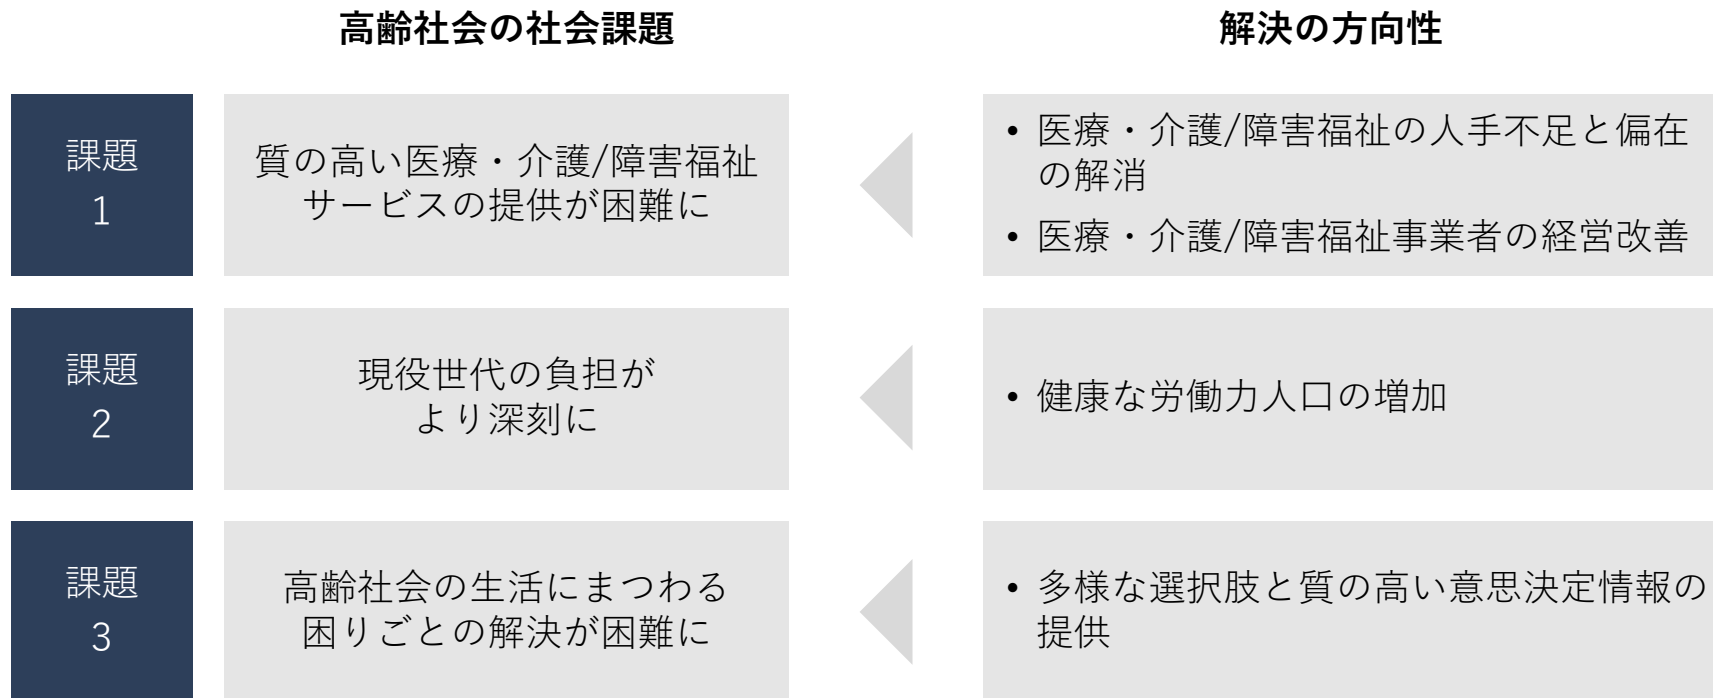 高齢社会の社会課題
解決の方向性
課題
1
質の高い医療・介護/障害福祉
サービスの提供が困難に
• 医療・介護/障害福祉の人手不足と偏在
の解消
• 医療・介護/障害福祉事業者の経営改善
課題
2
現役世代の負担が
より深刻に
• 健康な労働力人口の増加
課題
3
高齢社会の生活にまつわる
困りごとの解決が困難に
• 多様な選択肢と質の高い意思決定情報の
提供